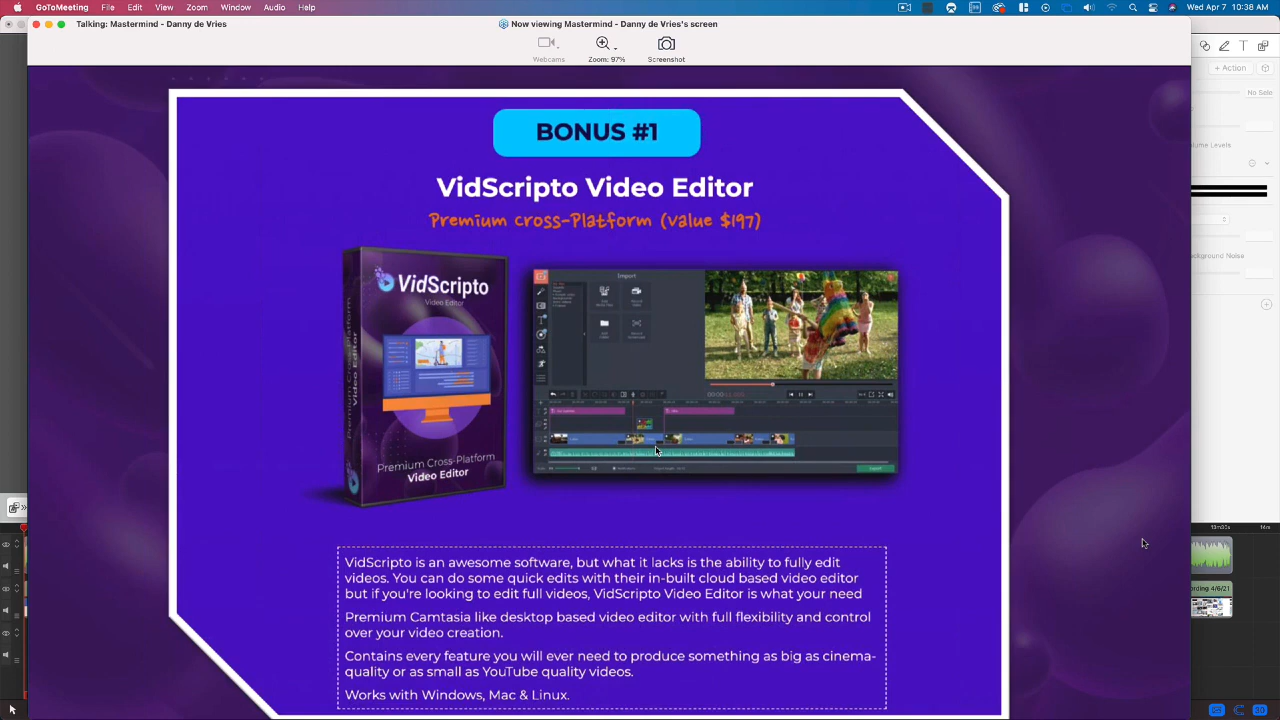 GoToMeeting File Edit View Zoom Window Audio Help
Wed Apr 7 10:38 AM
Talking: Mastermind - Danny de Vries
Now viewing Mastermind - Danny de Vries's screen
Webcams
Zoom: 97%
Screenshot
+ Action
BONUS #1
VidScripto Video Editor
Premium cross-Platform (value $197)
VidScripto
Video Editor
Premium Cross-Platform
Video Editor
Premium Cross-Platform
Video Editor
Import
Export
VidScripto is an awesome software, but what it lacks is the ability to fully edit
videos. You can do some quick edits with their in-built cloud based video editor
but if you're looking to edit full videos, VidScripto Video Editor is what your need
Premium Camtasia like desktop based video editor with full flexibility and control
over your video creation.
Contains every feature you will ever need to produce something as big as cinema-
quality or as small as YouTube quality videos.
Works with Windows, Mac & Linux.
13m30s
14m